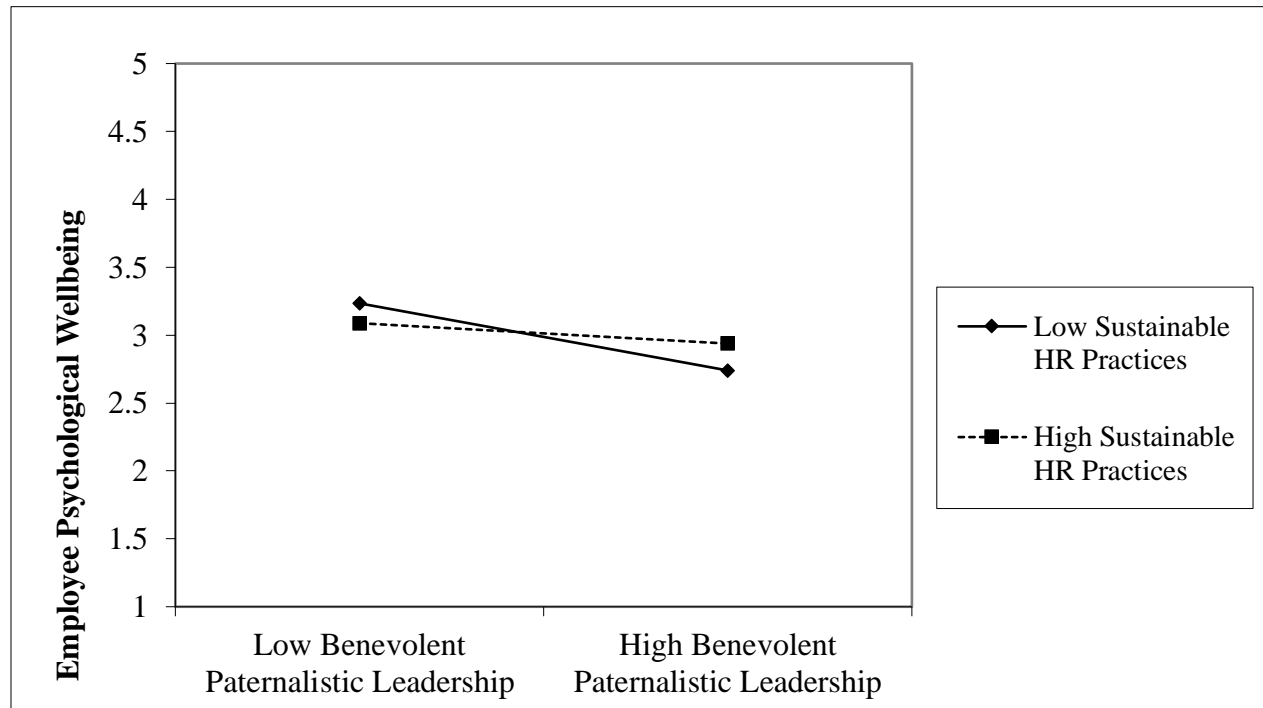 Employee Psychological Wellbeing
5
4.5
4
3.5
3
2.5
2
1.5
1
Low Benevolent
Paternalistic Leadership
High Benevolent
Paternalistic Leadership
Low Sustainable
HR Practices
High Sustainable
HR Practices